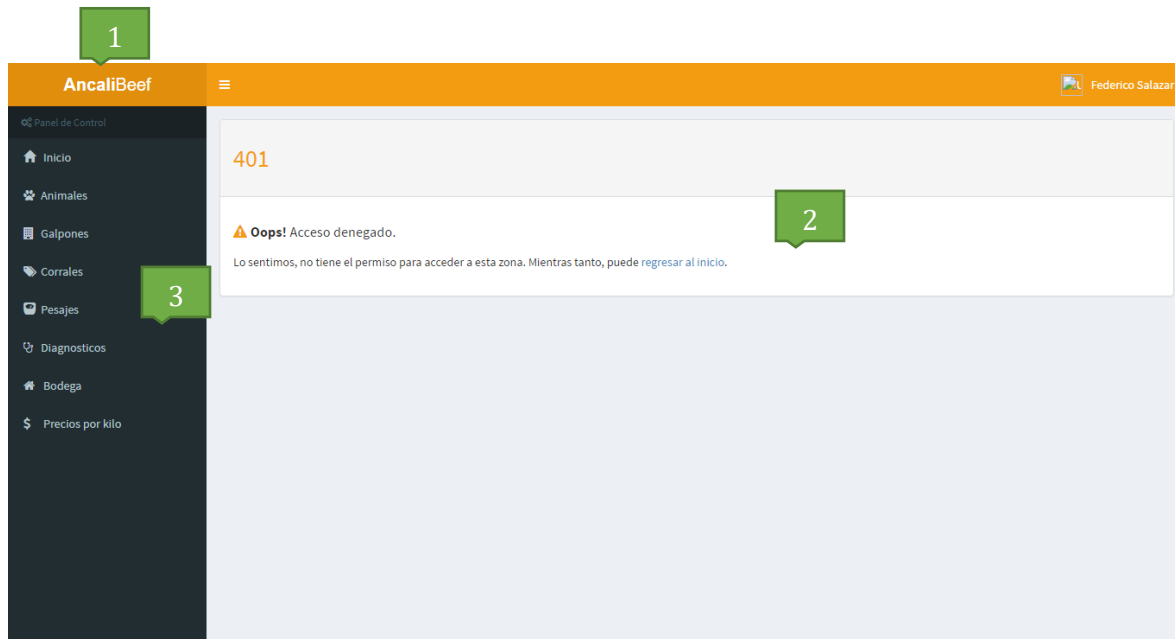 1
AncaliBeef
Federico Salazar
Panel de Control
Inicio
Animales
Galpones
Corrales
Pesajes
Diagnosticos
Bodega
$ Precios por kilo
3
401
2
Oops! Acceso denegado.
Lo sentimos, no tiene el permiso para acceder a esta zona. Mientras tanto, puede regresar al inicio.